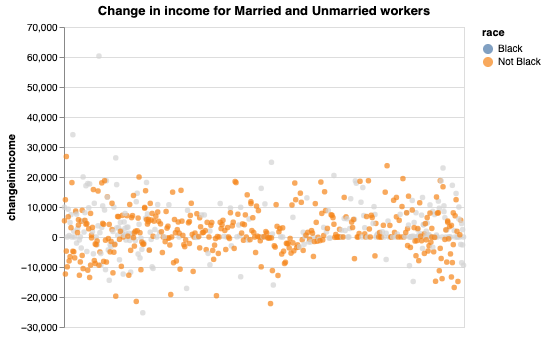 Change in income for Married and Unmarried workers
race
Black
Not Black
changeinincome
70,000
60,000
50,000
40,000
30,000
20,000
10,000
0
−10,000
−20,000
−30,000